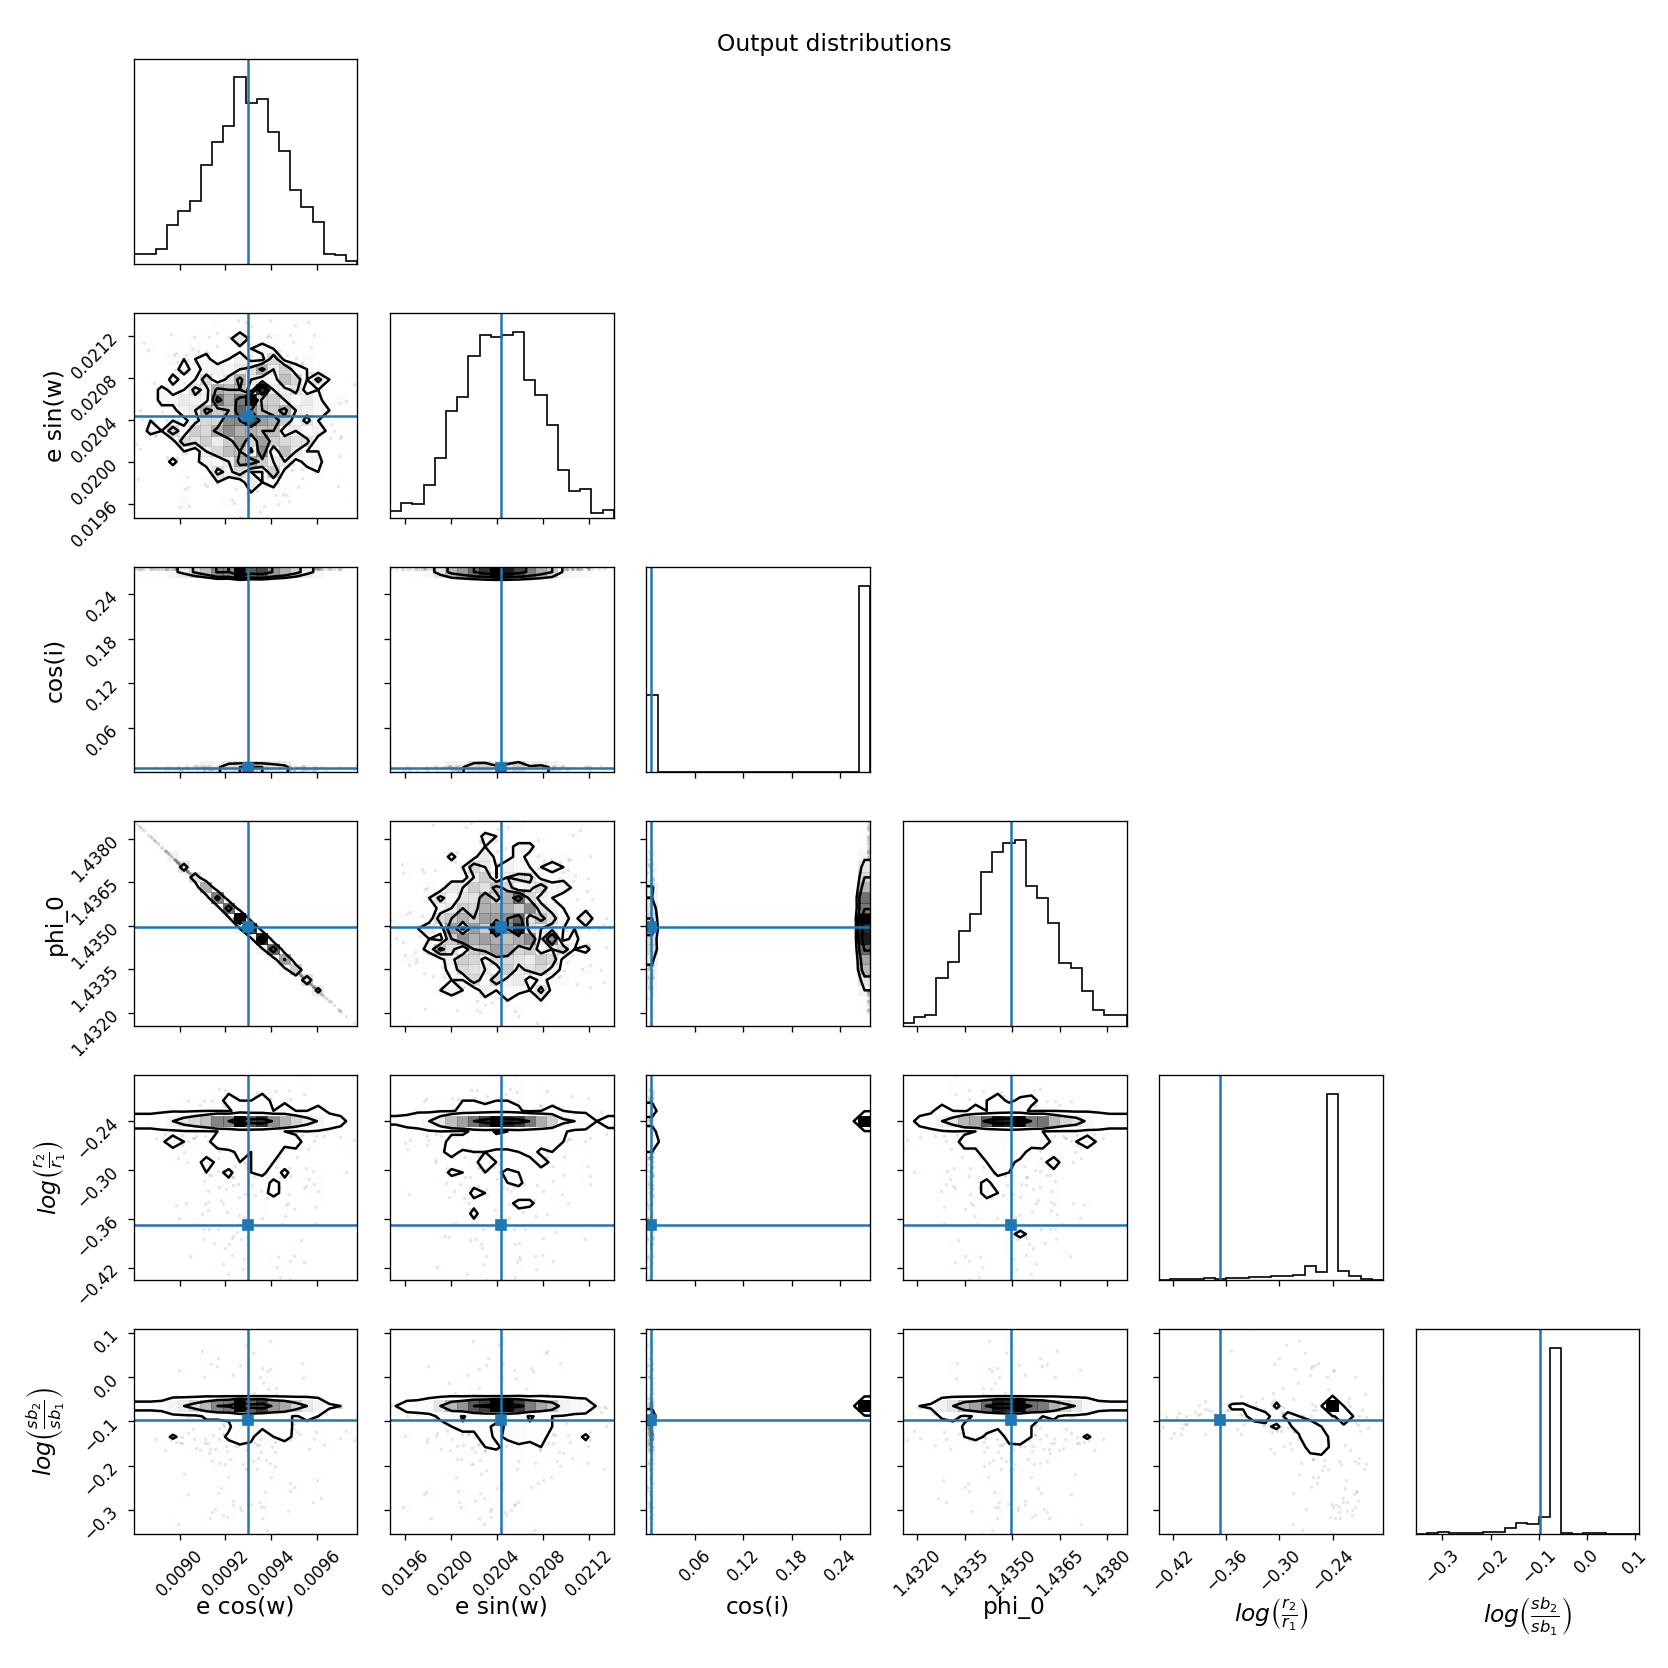 Output distributions
e sin(w)
0.0212
0.0208
0.0204
0.0200
0.0196
cos(i)
0.24
0.18
0.12
0.06
phi_0
1.4380
1.4365
1.4350
1.4335
1.4320
log(r₂/r₁)
−0.24
−0.30
−0.36
−0.42
log(sb₂/sb₁)
0.1
0.0
−0.1
−0.2
−0.3
0.0090 0.0092 0.0094 0.0096
0.0196 0.0200 0.0204 0.0208 0.0212
0.06 0.12 0.18 0.24
1.4320 1.4335 1.4350 1.4365 1.4380
−0.42 −0.36 −0.30 −0.24
−0.3 −0.2 −0.1 0.0 0.1
e cos(w)
e sin(w)
cos(i)
phi_0
log(r₂/r₁)
log(sb₂/sb₁)